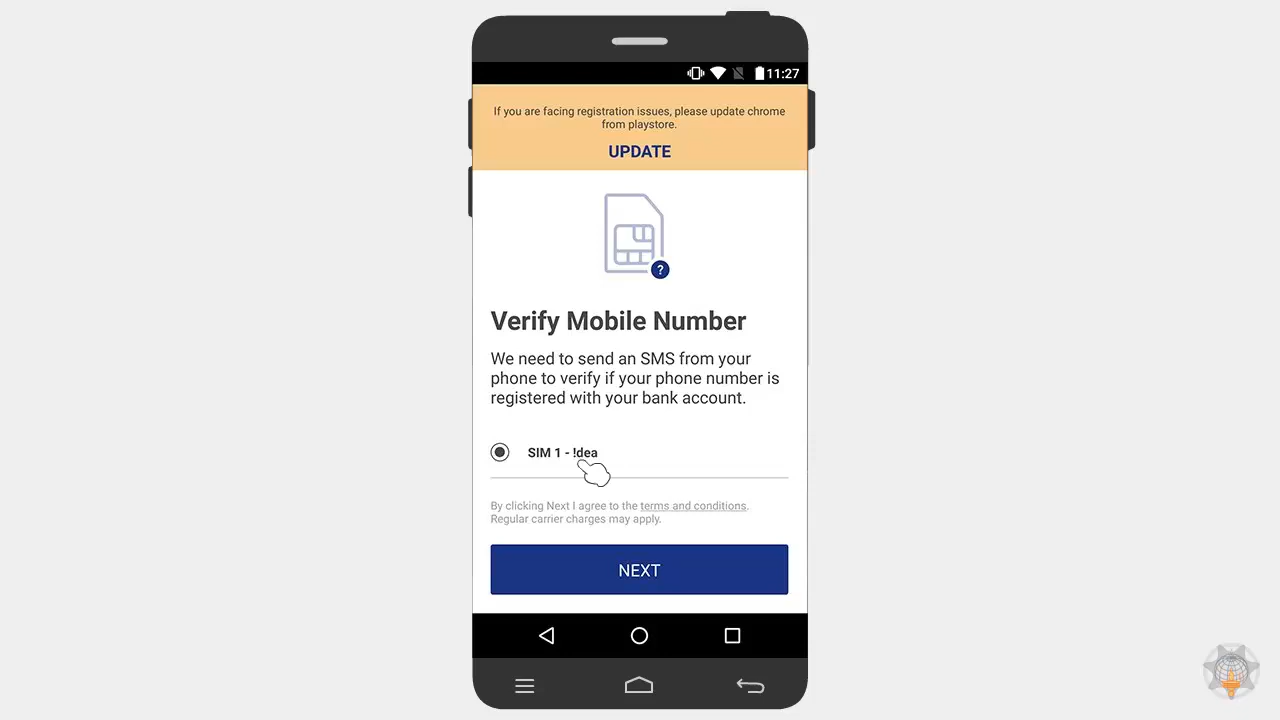 11:27
If you are facing registration issues, please update chrome
from playstore.
UPDATE
?
Verify Mobile Number
We need to send an SMS from your
phone to verify if your phone number is
registered with your bank account.
SIM 1 - !dea
By clicking Next I agree to the terms and conditions.
Regular carrier charges may apply.
NEXT